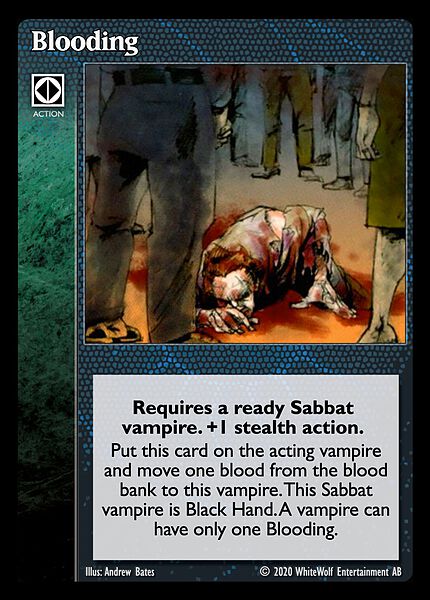 Blooding
ACTION
Requires a ready Sabbat
vampire. +1 stealth action.
Put this card on the acting vampire
and move one blood from the blood
bank to this vampire. This Sabbat
vampire is Black Hand. A vampire can
have only one Blooding.
Illus: Andrew Bates
© 2020 WhiteWolf Entertainment AB